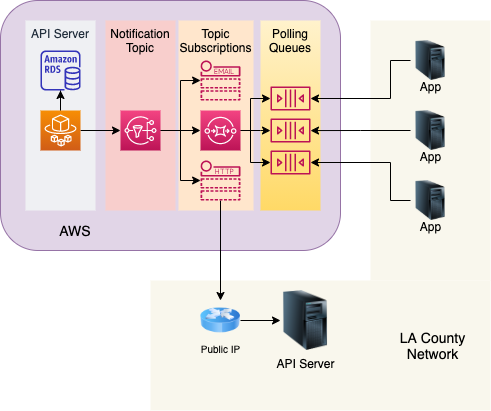 API Server
Notification
Topic
Topic
Subscriptions
Polling
Queues
Amazon
RDS
EMAIL
HTTP
AWS
App
App
App
Public IP
API Server
LA County
Network